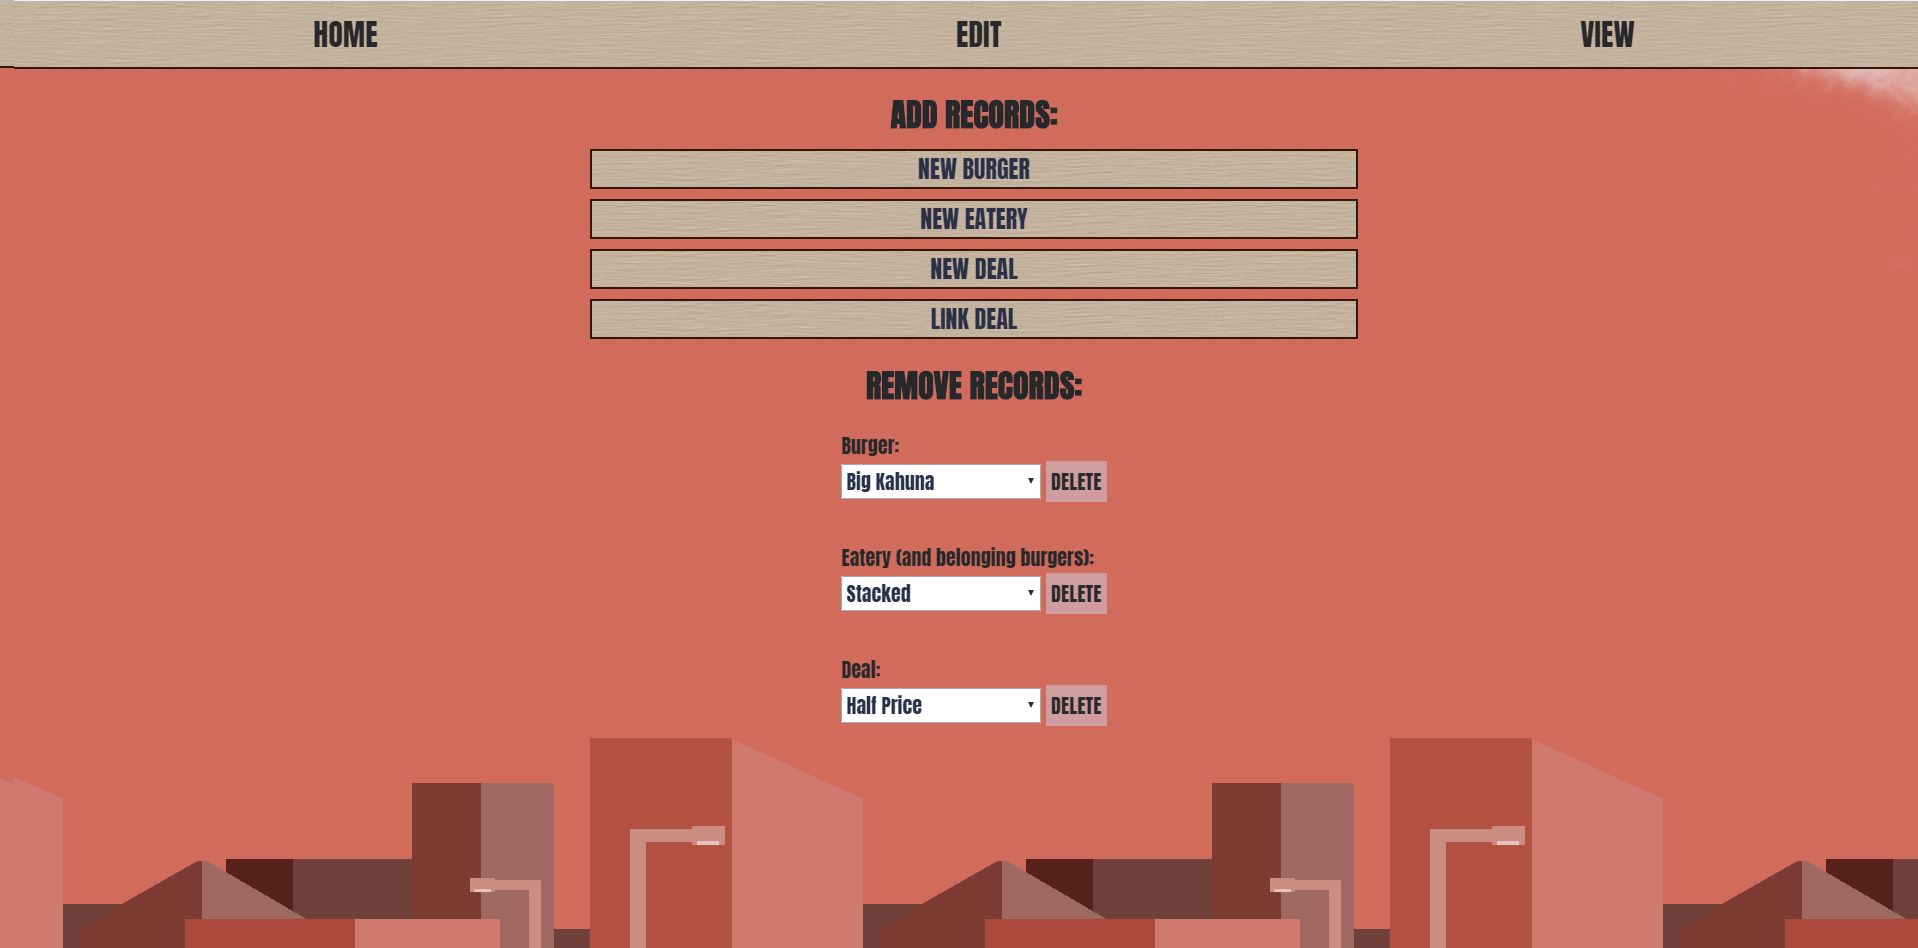 HOME EDIT VIEW
ADD RECORDS:
NEW BURGER
NEW EATERY
NEW DEAL
LINK DEAL
REMOVE RECORDS:
Burger:
Big Kahuna DELETE
Eatery (and belonging burgers):
Stacked DELETE
Deal:
Half Price DELETE